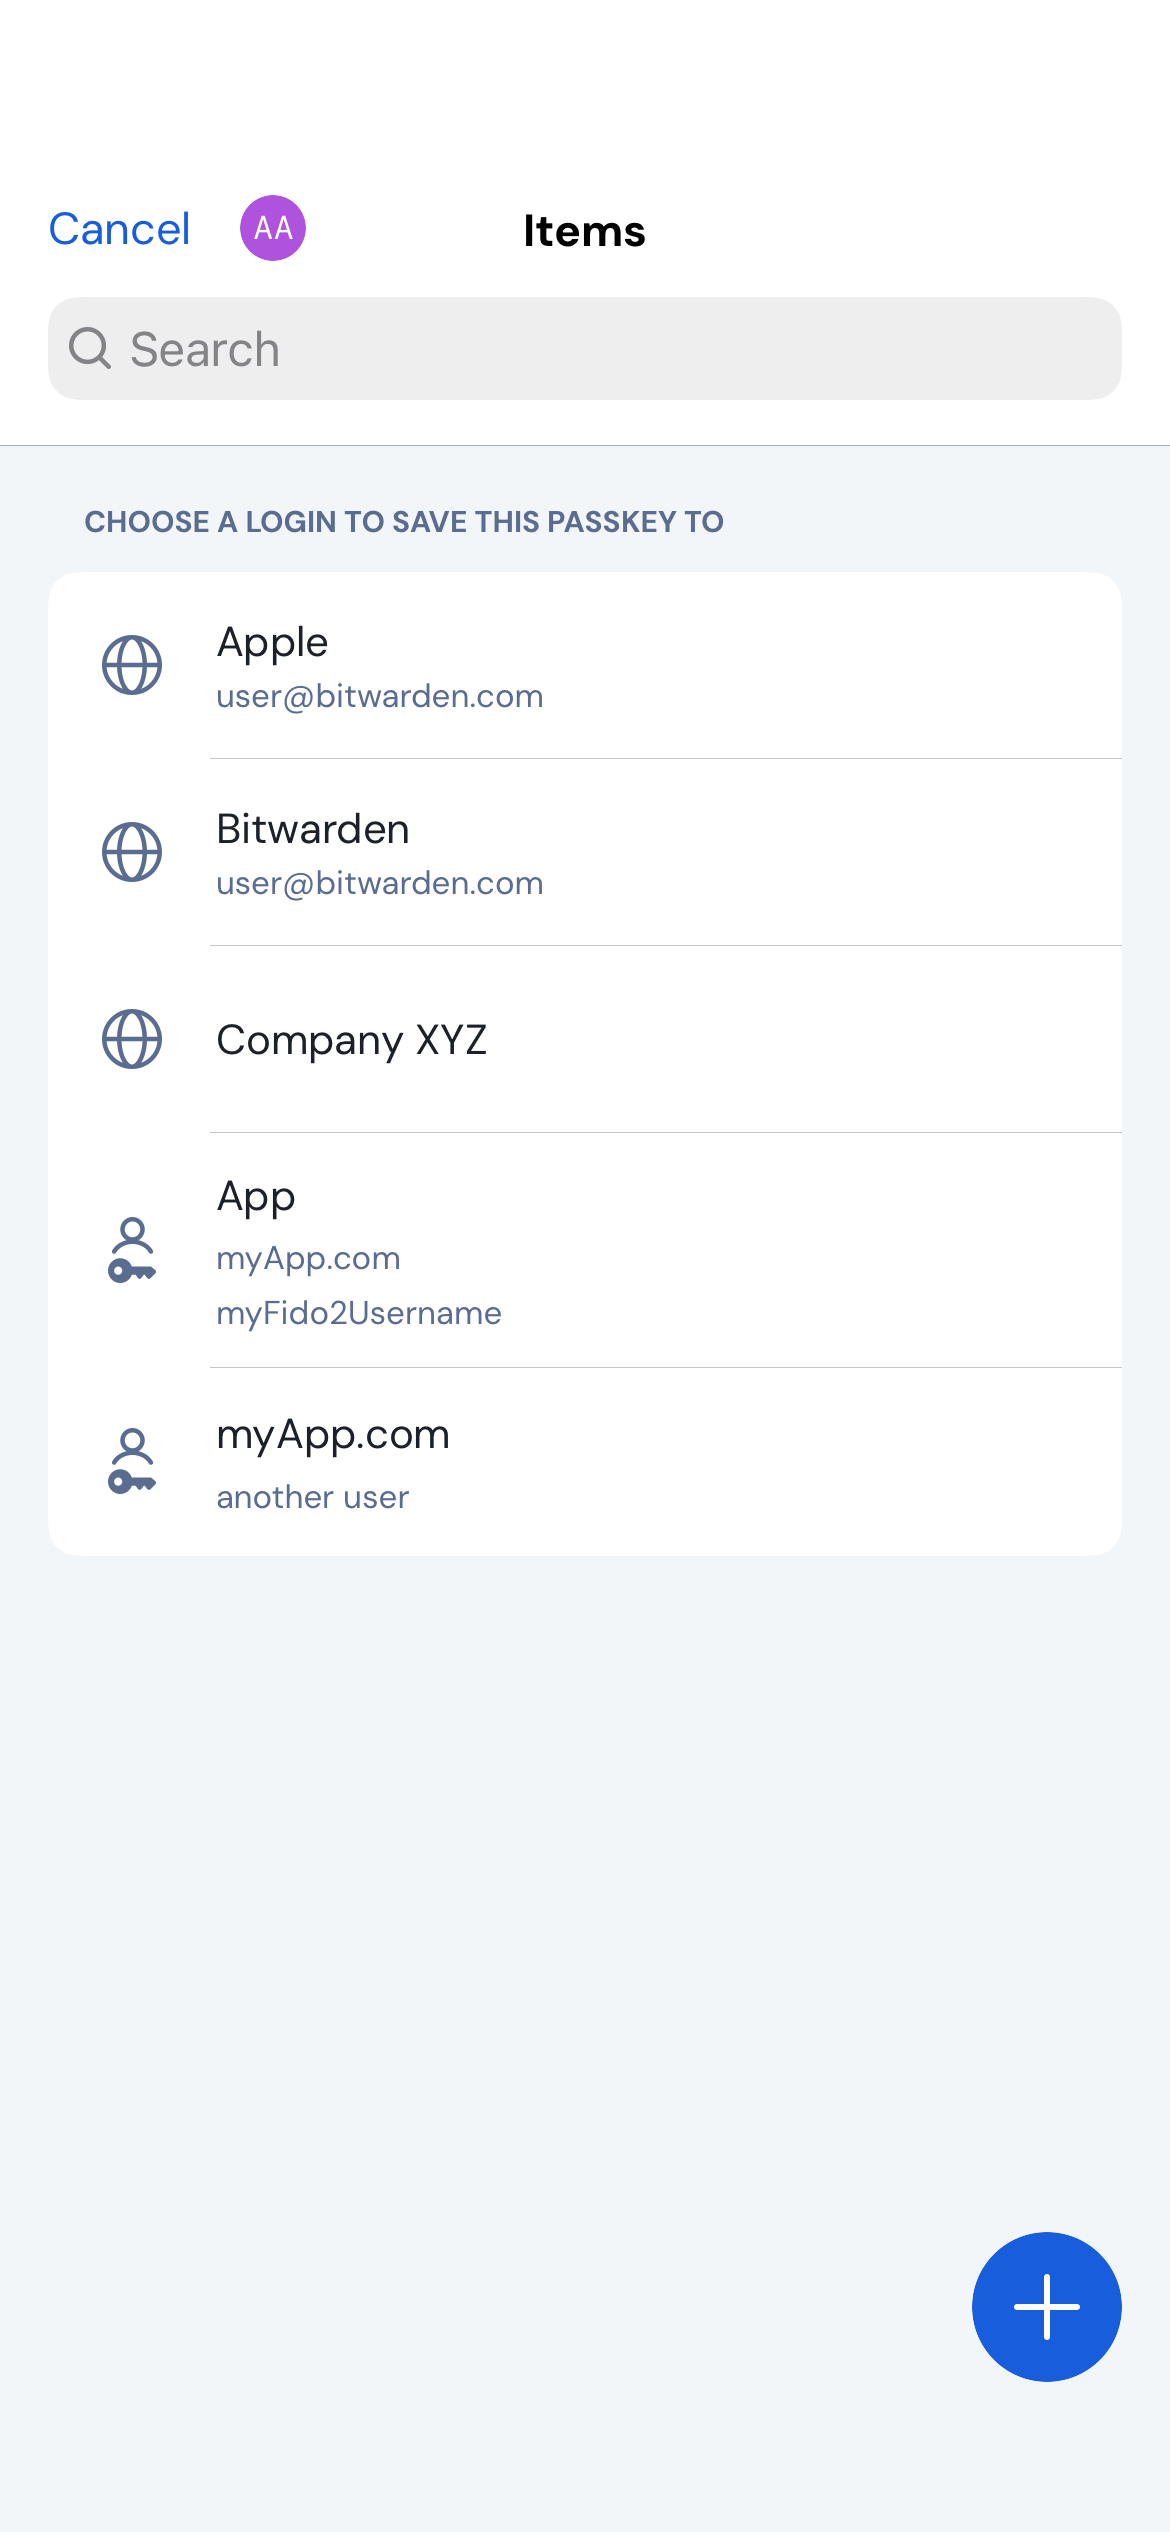 Cancel
AA
Items
Search
CHOOSE A LOGIN TO SAVE THIS PASSKEY TO
Apple
user@bitwarden.com
Bitwarden
user@bitwarden.com
Company XYZ
App
myApp.com
myFido2Username
myApp.com
another user